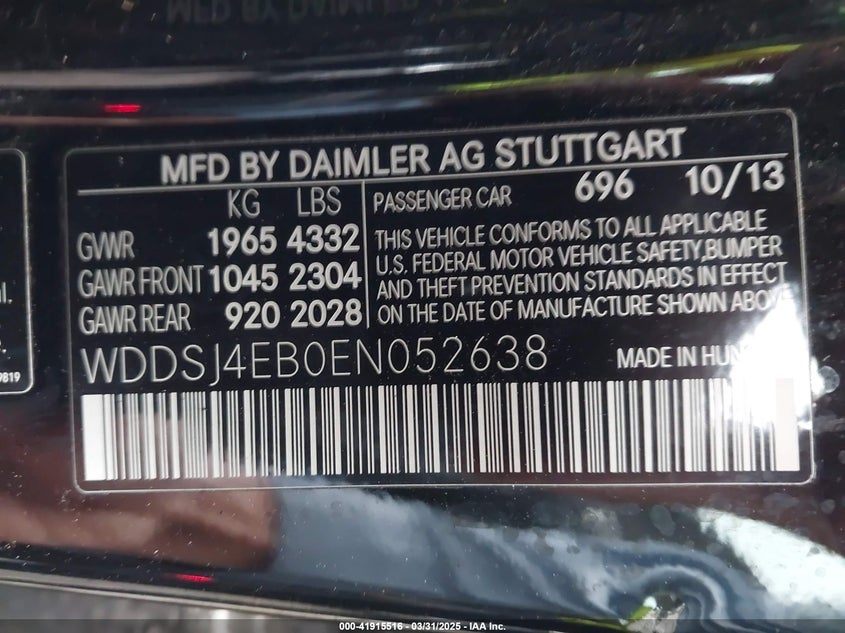 MFD BY DAIMLER AG STUTTGART
KG LBS
GVWR 1965 4332
GAWR FRONT 1045 2304
GAWR REAR 920 2028
PASSENGER CAR 696 10/13
THIS VEHICLE CONFORMS TO ALL APPLICABLE
U.S. FEDERAL MOTOR VEHICLE SAFETY,BUMPER
AND THEFT PREVENTION STANDARDS IN EFFECT
ON THE DATE OF MANUFACTURE SHOWN ABOVE
WDDSJ4EB0EN052638
MADE IN
9819
000-41915516 - 03/31/2025 - IAA Inc.